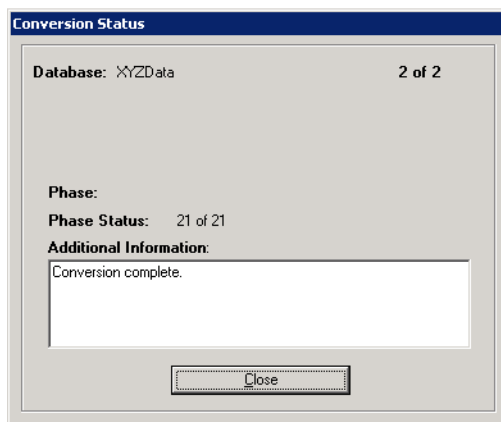 Conversion Status
Database: XYZData 2 of 2
Phase:
Phase Status: 21 of 21
Additional Information:
Conversion complete.
Close